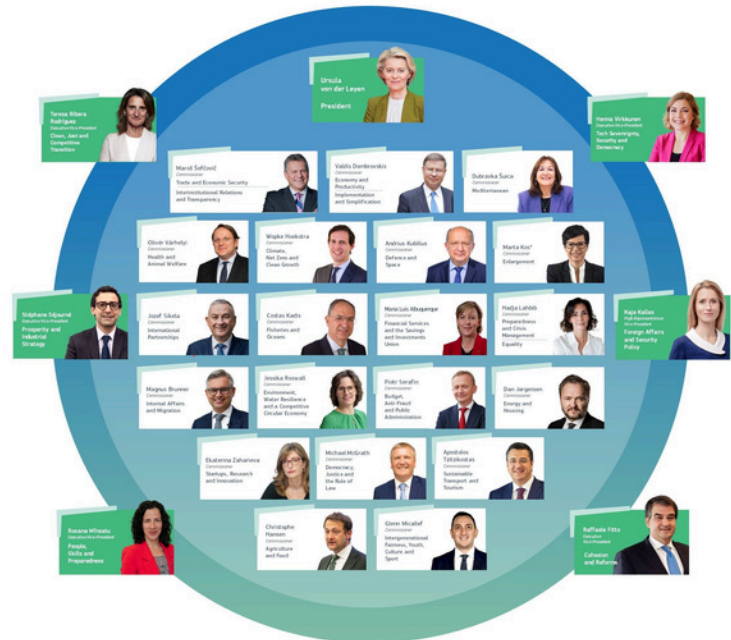 Ursula
von der Leyen
President
Teresa Ribera
Rodríguez
Executive Vice-President
Clean, Just and
Competitive
Transition
Henna Virkkunen
Executive Vice-President
Tech Sovereignty,
Security and
Democracy
Maroš Šefčovič
Commissioner
Trade and Economic Security
Interinstitutional Relations
and Transparency
Valdis Dombrovskis
Commissioner
Economy and
Productivity
Implementation
and Simplification
Dubravka Šuica
Commissioner
Mediterranean
Olivér Várhelyi
Commissioner
Health and
Animal Welfare
Wopke Hoekstra
Commissioner
Climate,
Net Zero and
Clean Growth
Andrius Kubilius
Commissioner
Defence and
Space
Marta Kos*
Commissioner
Enlargement
Stéphane Séjourné
Executive Vice-President
Prosperity and
Industrial
Strategy
Jozef Síkela
Commissioner
International
Partnerships
Costas Kadis
Commissioner
Fisheries and
Oceans
Maria Luís Albuquerque
Commissioner
Financial Services
and the Savings
and Investments
Union
Hadja Lahbib
Commissioner
Preparedness
and Crisis
Management
Equality
Kaja Kallas
High Representative
Vice-President
Foreign Affairs
and Security
Policy
Magnus Brunner
Commissioner
Internal Affairs
and Migration
Jessika Roswall
Commissioner
Environment,
Water Resilience
and a Competitive
Circular Economy
Piotr Serafin
Commissioner
Budget,
Anti-Fraud
and Public
Administration
Dan Jørgensen
Commissioner
Energy and
Housing
Ekaterina Zaharieva
Commissioner
Startups, Research
and Innovation
Michael McGrath
Commissioner
Democracy,
Justice and
the Rule of
Law
Apostolos
Tzitzikostas
Commissioner
Sustainable
Transport and
Tourism
Roxana Mînzatu
Executive Vice-President
People,
Skills and
Preparedness
Christophe
Hansen
Commissioner
Agriculture
and Food
Glenn Micallef
Commissioner
Intergenerational
Fairness, Youth,
Culture and
Sport
Raffaele Fitto
Executive
Vice-President
Cohesion
and Reforms